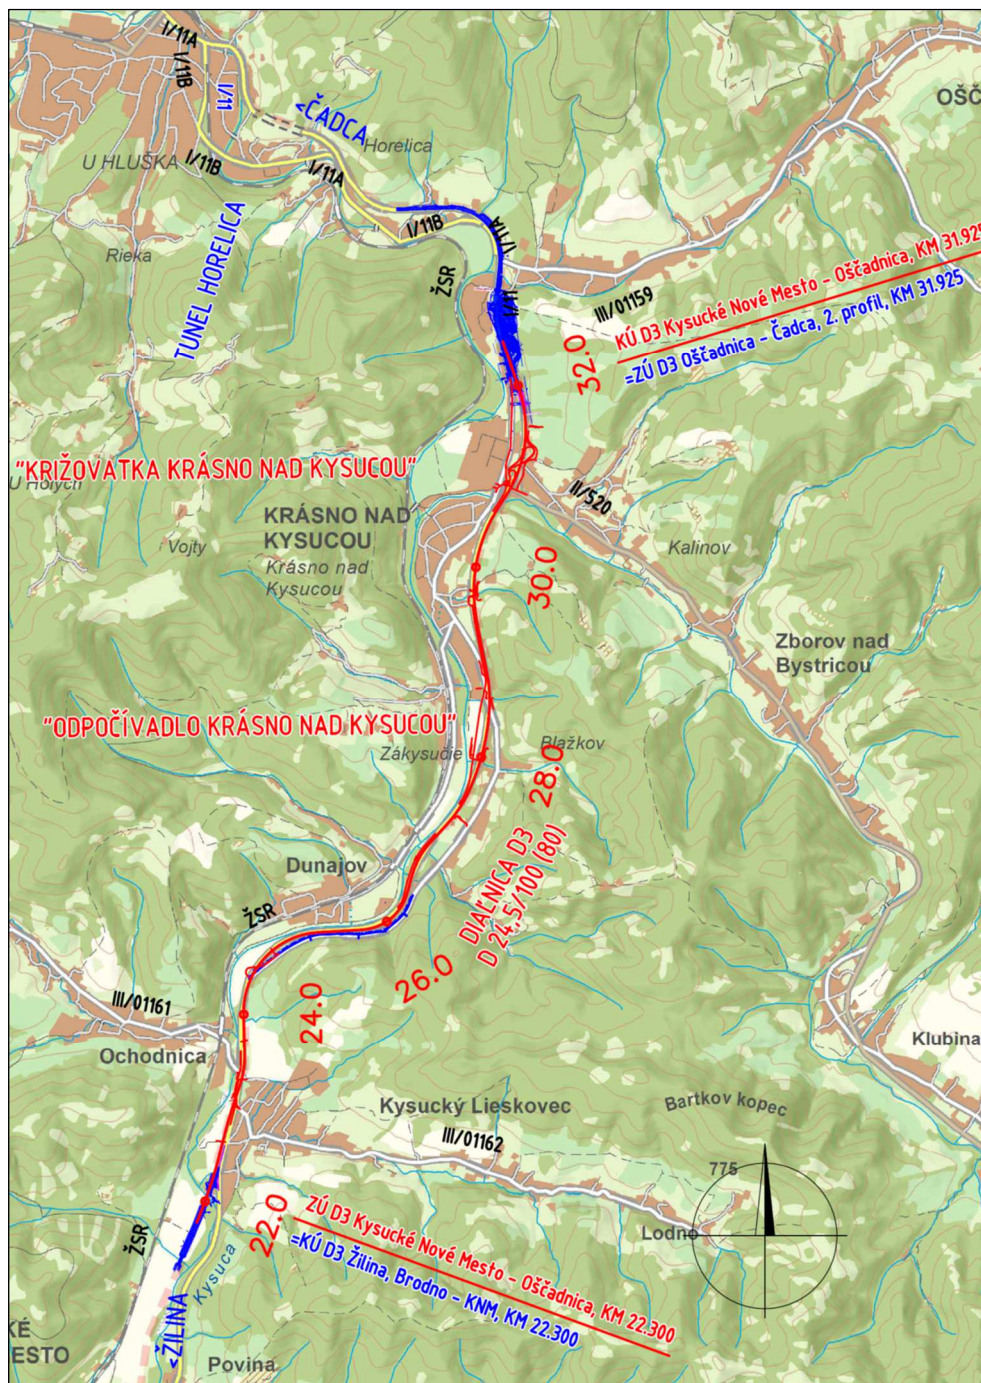 I/11A
I/11B
I/11
<ČADCA
Horelica
OŠČ
U HLUŠKA
I/11B
I/11A
I/11B
I/11A
TUNEL HORELICA
Rieka
ŽSR
I/11
III/01159
KÚ D3 Kysucké Nové Mesto - Oščadnica, KM 31.925
=ZÚ D3 Oščadnica - Čadca, 2. profil, KM 31.925
32.0
"KRIŽOVATKA KRÁSNO NAD KYSUCOU"
U Holých
II/520
KRÁSNO NAD
KYSUCOU
Vojty
Krásno nad
Kysucou
Kalinov
30.0
Zborov nad
Bystricou
"ODPOČÍVADLO KRÁSNO NAD KYSUCOU"
Zákysučie
Blažkov
28.0
Dunajov
DIAĽNICA D3
D 24,5/100 (80)
ŽSR
26.0
III/01161
24.0
Ochodnica
Klubina
Kysucký Lieskovec
Bartkov kopec
III/01162
775
Lodno
22.0
ZÚ D3 Kysucké Nové Mesto - Oščadnica, KM 22.300
=KÚ D3 Žilina, Brodno - KNM, KM 22.300
ŽSR
Kysuca
<ŽILINA
KÉ
ESTO
Povina